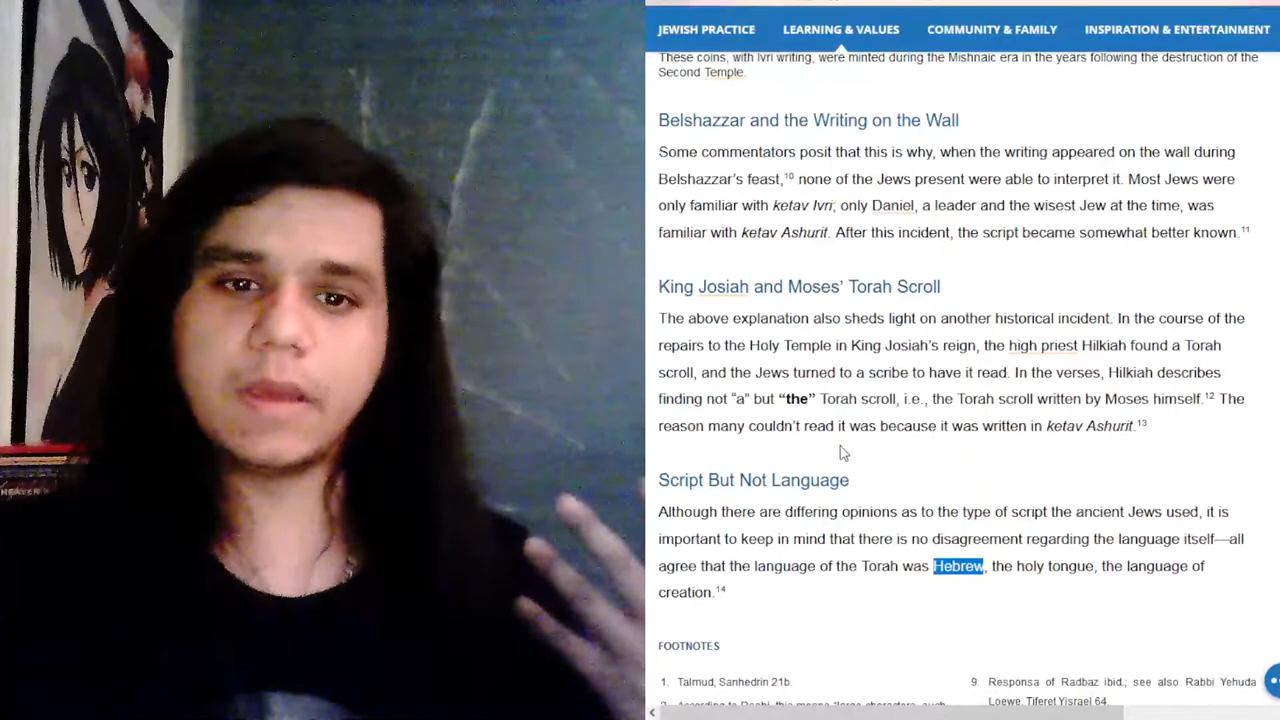 JEWISH PRACTICE LEARNING & VALUES COMMUNITY & FAMILY INSPIRATION & ENTERTAINMENT
These coins, with Ivri writing, were minted during the Mishnaic era in the years following the destruction of the
Second Temple.
Belshazzar and the Writing on the Wall
Some commentators posit that this is why, when the writing appeared on the wall during
Belshazzar’s feast,10 none of the Jews present were able to interpret it. Most Jews were
only familiar with ketav Ivri; only Daniel, a leader and the wisest Jew at the time, was
familiar with ketav Ashurit. After this incident, the script became somewhat better known.11
King Josiah and Moses’ Torah Scroll
The above explanation also sheds light on another historical incident. In the course of the
repairs to the Holy Temple in King Josiah’s reign, the high priest Hilkiah found a Torah
scroll, and the Jews turned to a scribe to have it read. In the verses, Hilkiah describes
finding not “a” but “the” Torah scroll, i.e., the Torah scroll written by Moses himself.12 The
reason many couldn’t read it was because it was written in ketav Ashurit.13
Script But Not Language
Although there are differing opinions as to the type of script the ancient Jews used, it is
important to keep in mind that there is no disagreement regarding the language itself—all
agree that the language of the Torah was Hebrew, the holy tongue, the language of
creation.14
FOOTNOTES
1. Talmud, Sanhedrin 21b.
9. Responsa of Radbaz ibid.; see also Rabbi Yehuda
Loewe, Tiferet Yisrael 64.